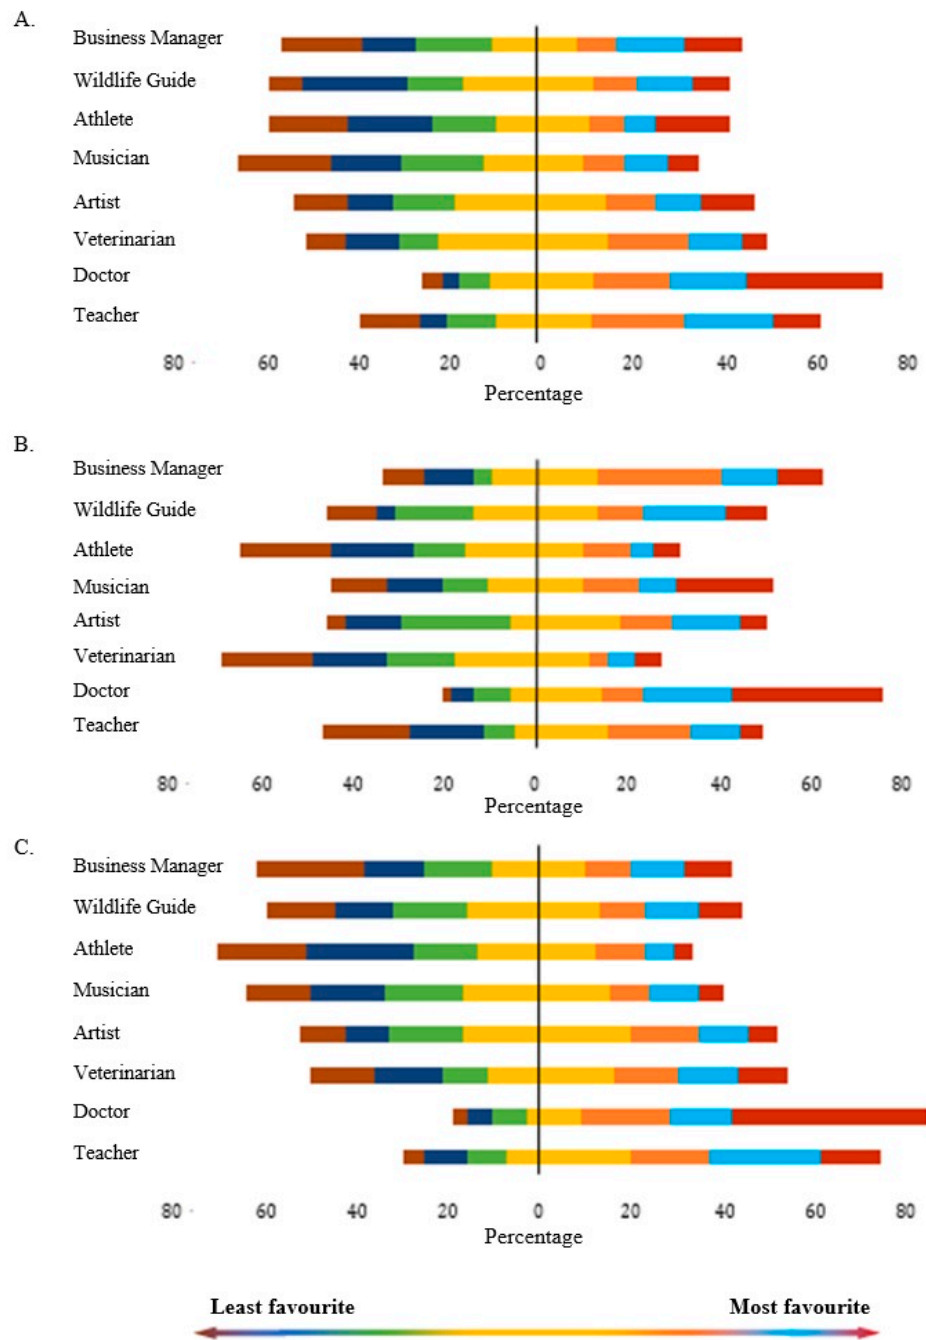 A.
Business Manager
Wildlife Guide
Athlete
Musician
Artist
Veterinarian
Doctor
Teacher
80 60 40 20 0 20 40 60 80
Percentage
B.
Business Manager
Wildlife Guide
Athlete
Musician
Artist
Veterinarian
Doctor
Teacher
80 60 40 20 0 20 40 60 80
Percentage
C.
Business Manager
Wildlife Guide
Athlete
Musician
Artist
Veterinarian
Doctor
Teacher
80 60 40 20 0 20 40 60 80
Percentage
Least favourite Most favourite